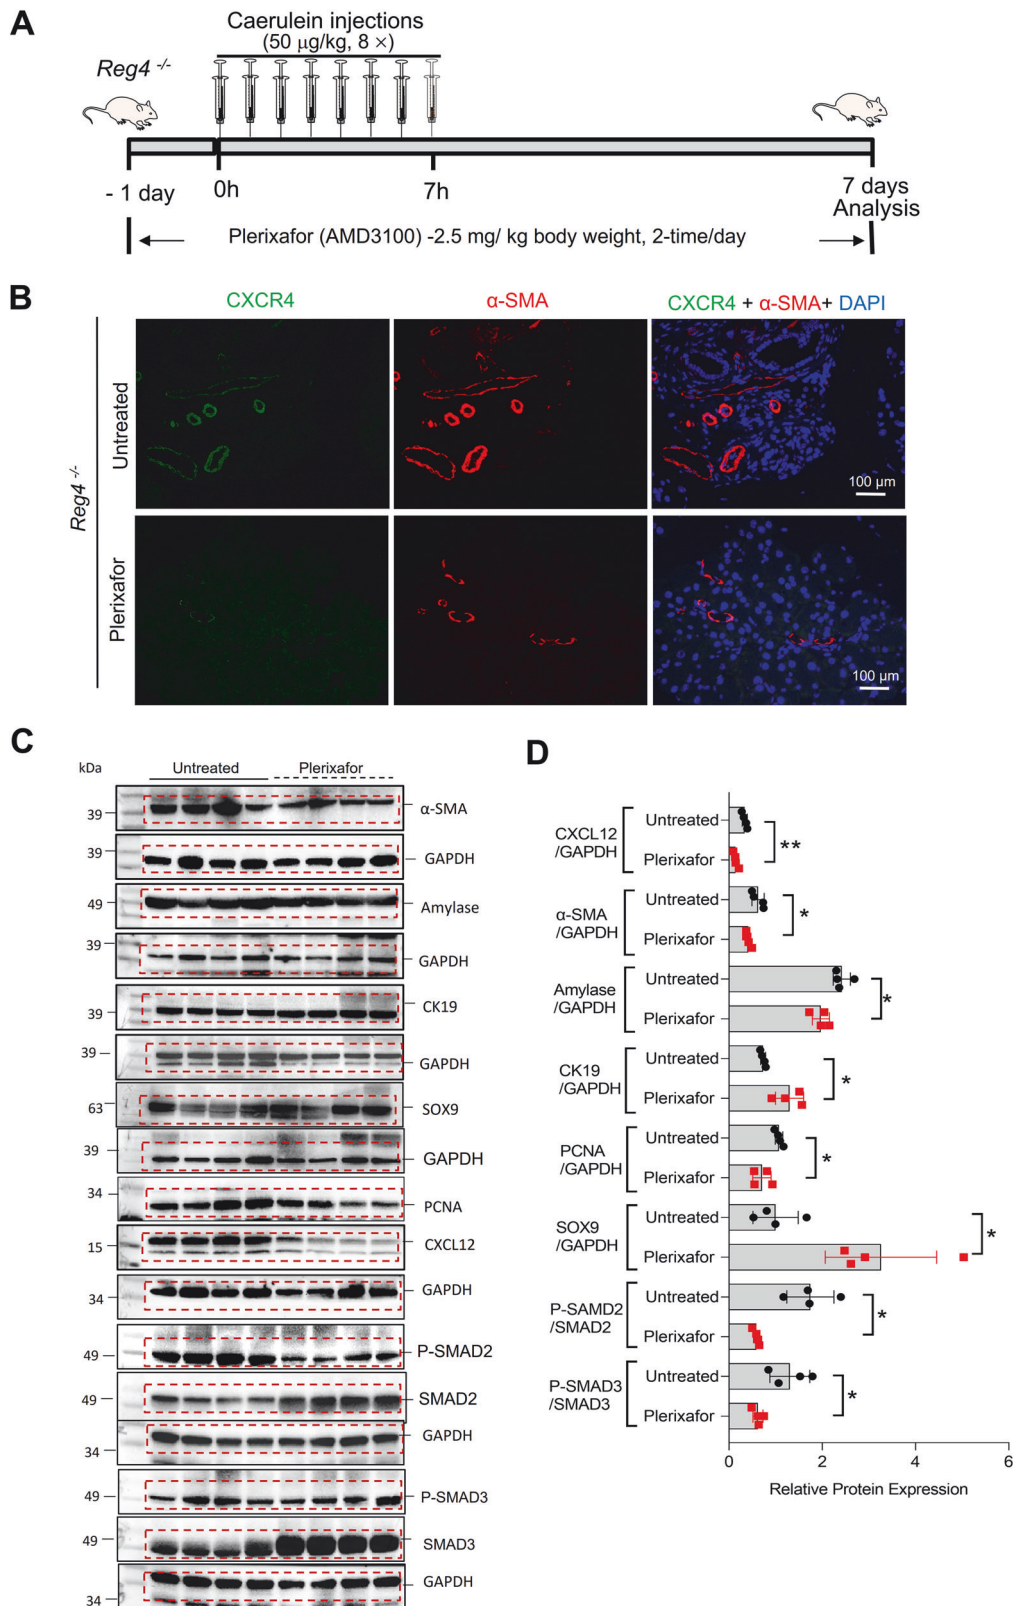 A
Caerulein injections
(50 μg/kg, 8 ×)
Reg4 -/-
- 1 day
0h
7h
7 days
Analysis
Plerixafor (AMD3100) -2.5 mg/ kg body weight, 2-time/day
B
CXCR4
α-SMA
CXCR4 + α-SMA+ DAPI
Reg4 -/-
Untreated
100 μm
Plerixafor
100 μm
C
kDa
Untreated
Plerixafor
39
α-SMA
39
GAPDH
49
Amylase
39
GAPDH
39
CK19
39
GAPDH
63
SOX9
39
GAPDH
34
PCNA
15
CXCL12
34
GAPDH
49
P-SMAD2
49
SMAD2
34
GAPDH
49
P-SMAD3
49
SMAD3
34
GAPDH
D
CXCL12
/GAPDH
Untreated
Plerixafor
**
α-SMA
/GAPDH
Untreated
Plerixafor
*
Amylase
/GAPDH
Untreated
Plerixafor
*
CK19
/GAPDH
Untreated
Plerixafor
*
PCNA
/GAPDH
Untreated
Plerixafor
*
SOX9
/GAPDH
Untreated
Plerixafor
*
P-SAMD2
/SMAD2
Untreated
Plerixafor
*
P-SMAD3
/SMAD3
Untreated
Plerixafor
*
0 2 4 6
Relative Protein Expression